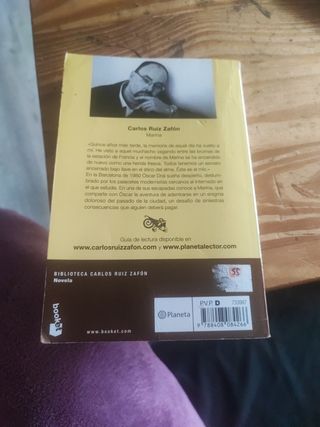 Carlos Ruiz Zafón
Marina
«Quince años más tarde, la memoria de aquel día ha vuelto a
mí. He visto a aquel muchacho vagando entre las brumas de
la estación de Francia y el nombre de Marina se ha encendido
de nuevo como una herida fresca. Todos tenemos un secreto
encerrado bajo llave en el ático del alma. Éste es el mío.»
En la Barcelona de 1980 Óscar Drai sueña despierto, deslum-
brado por los palacetes modernistas cercanos al internado en
el que estudia. En una de sus escapadas conoce a Marina, que
comparte con Óscar la aventura de adentrarse en un enigma
doloroso del pasado de la ciudad, un desafío de siniestras
consecuencias que alguien deberá pagar.
Guía de lectura disponible en
www.carlosruizzafon.com y www.planetalector.com
BIBLIOTECA CARLOS RUIZ ZAFÓN
Novela
booket
www.booket.com
Planeta
P.V.P. D
9 788408 084266